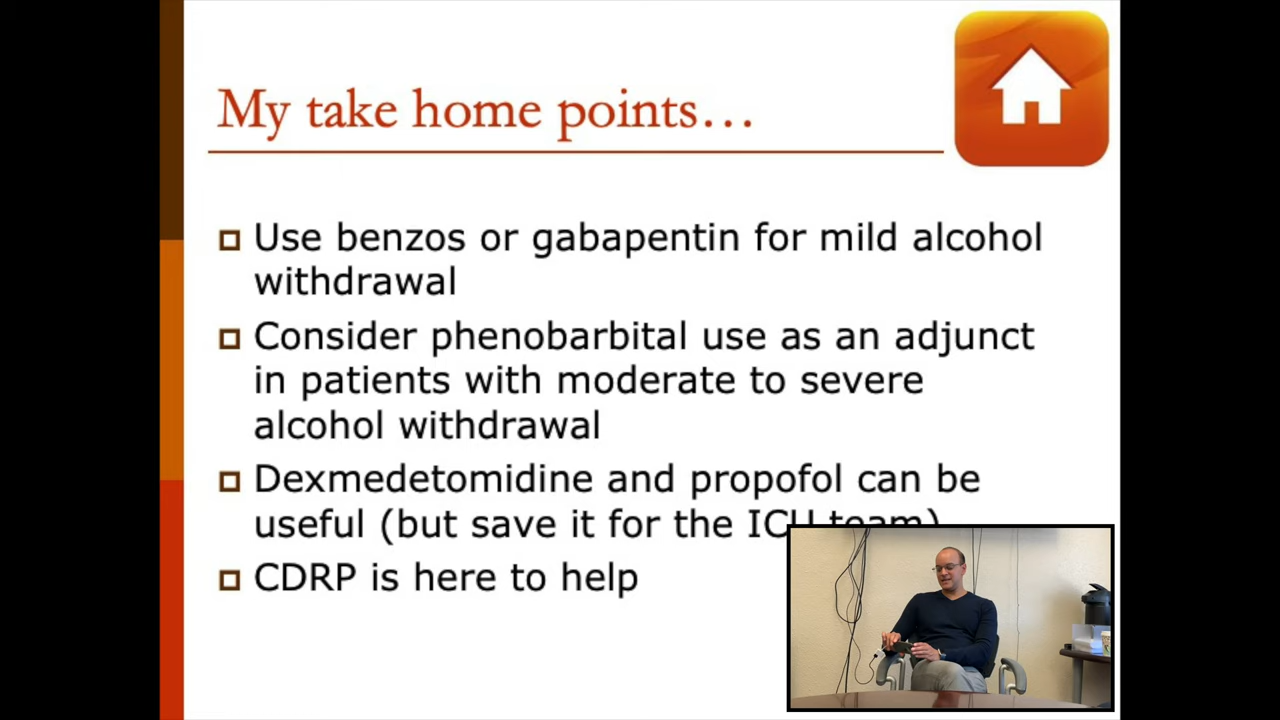 My take home points...
Use benzos or gabapentin for mild alcohol
withdrawal
Consider phenobarbital use as an adjunct
in patients with moderate to severe
alcohol withdrawal
Dexmedetomidine and propofol can be
useful (but save it for the ICU team)
CDRP is here to help